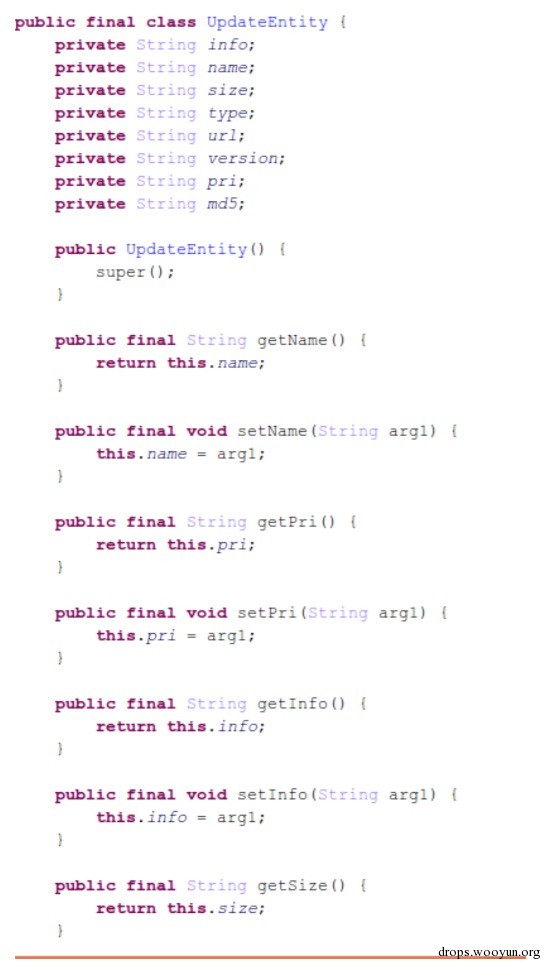 public final class UpdateEntity {
    private String info;
    private String name;
    private String size;
    private String type;
    private String url;
    private String version;
    private String pri;
    private String md5;

    public UpdateEntity() {
        super();
    }

    public final String getName() {
        return this.name;
    }

    public final void setName(String arg1) {
        this.name = arg1;
    }

    public final String getPri() {
        return this.pri;
    }

    public final void setPri(String arg1) {
        this.pri = arg1;
    }

    public final String getInfo() {
        return this.info;
    }

    public final void setInfo(String arg1) {
        this.info = arg1;
    }

    public final String getSize() {
        return this.size;
    }
drops.wooyun.org